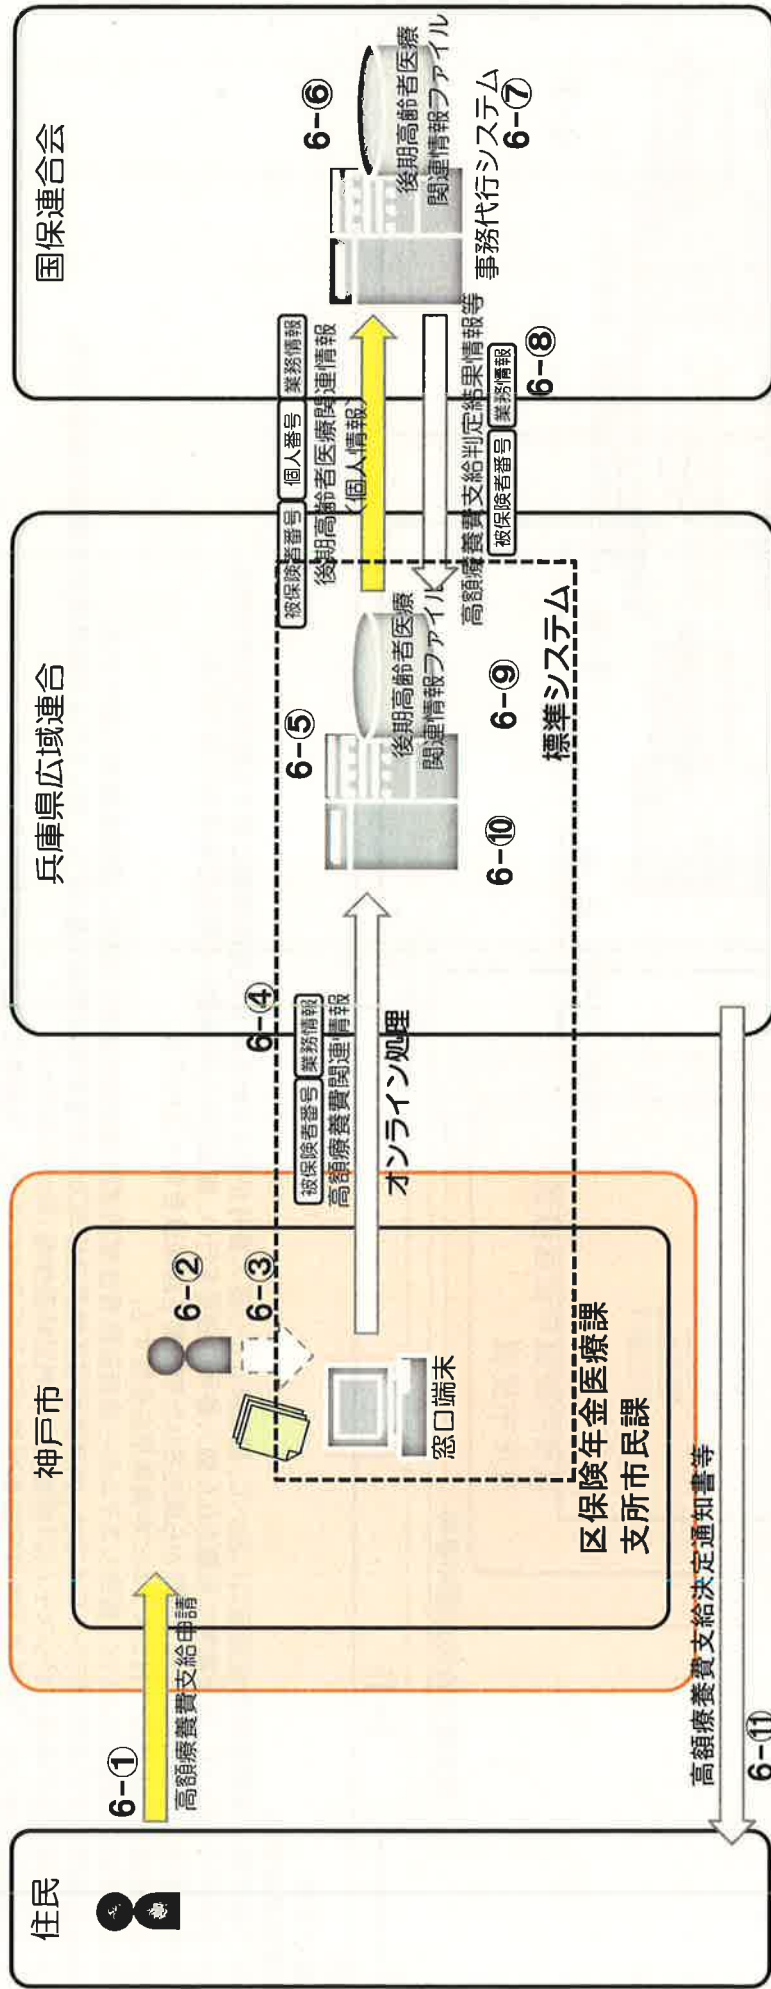 住民
6-①
高額療養費支給申請
神戸市
6-②
6-③
窓口端末
区保険年金医療課
支所市民課
6-④
被保険者番号 業務情報
高額療養費関連情報
オンライン処理
兵庫県広域連合
6-⑤
後期高齢者医療
関連情報ファイル
6-⑩
6-⑨
標準システム
被保険者番号 個人番号 業務情報
後期高齢者医療関連情報
(個人情報)
高額療養費支給判定結果情報等
被保険者番号 業務情報
6-⑧
国保連合会
6-⑥
後期高齢者医療
関連情報ファイル
事務代行システム
6-⑦
高額療養費支給決定通知書等
6-⑪